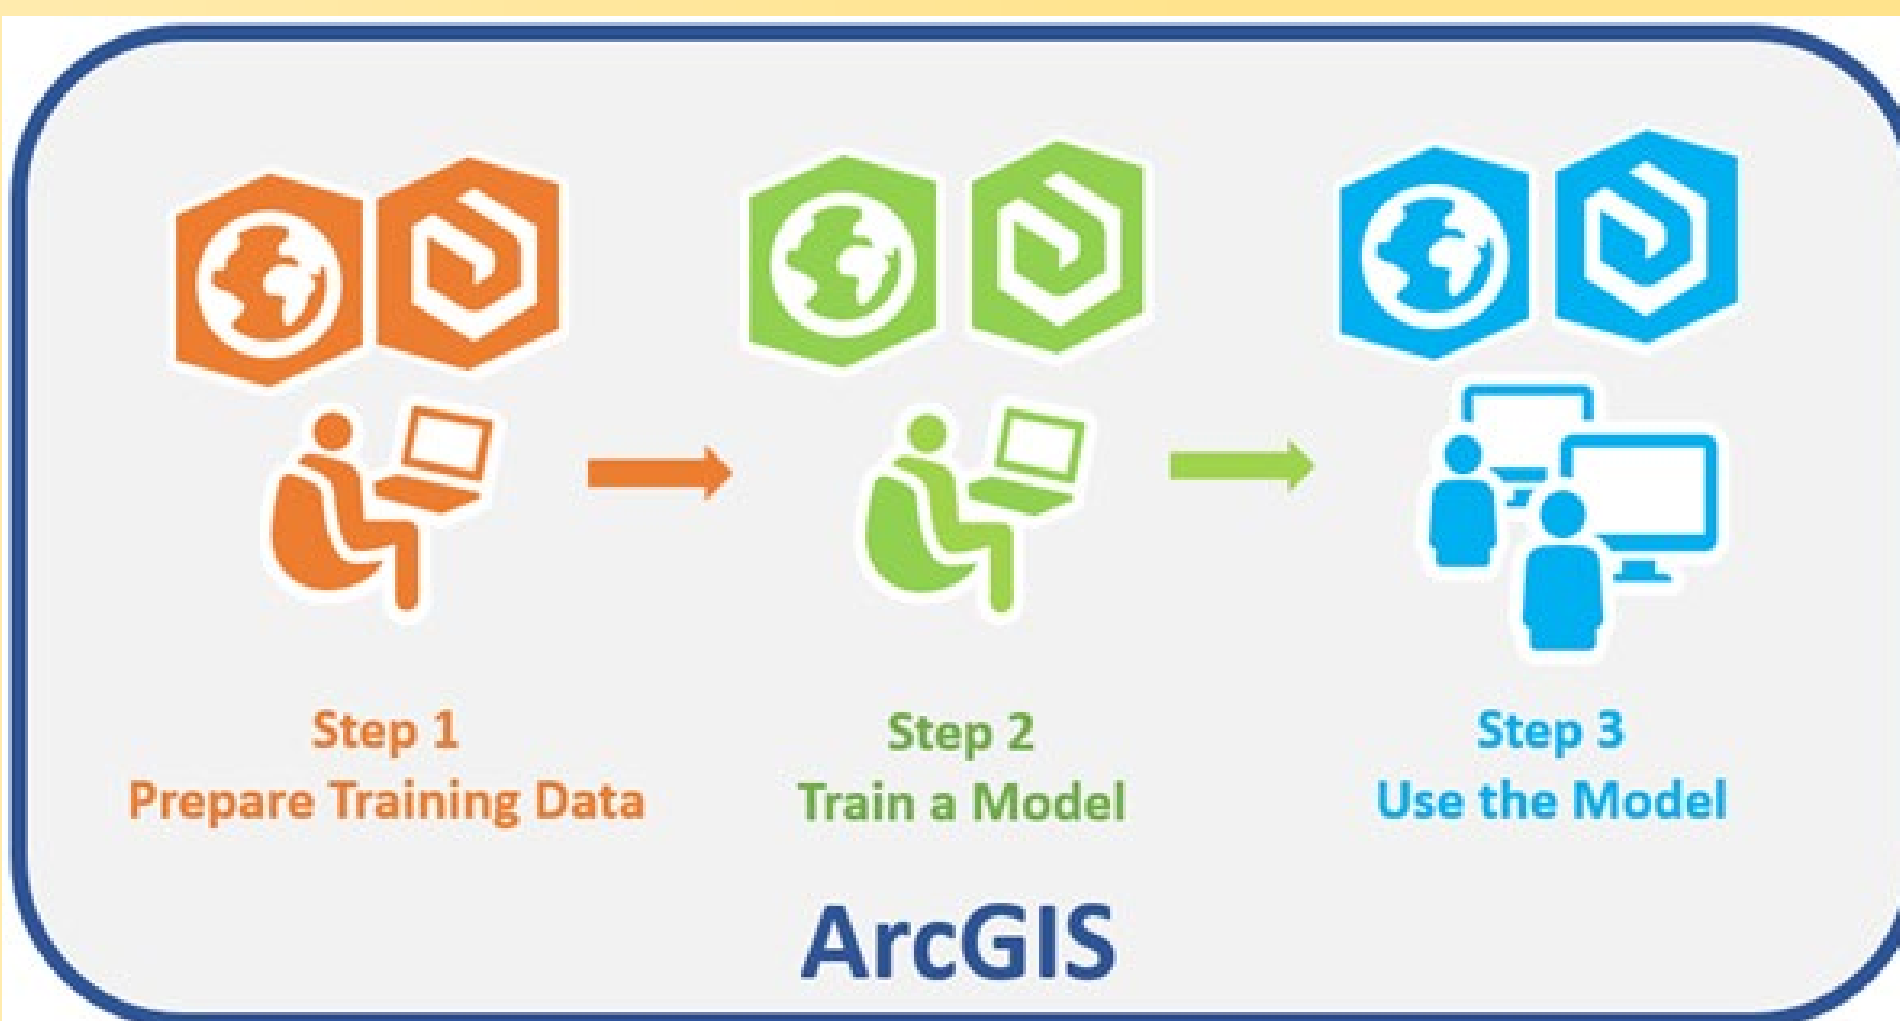 Step 1
Prepare Training Data
Step 2
Train a Model
Step 3
Use the Model
ArcGIS